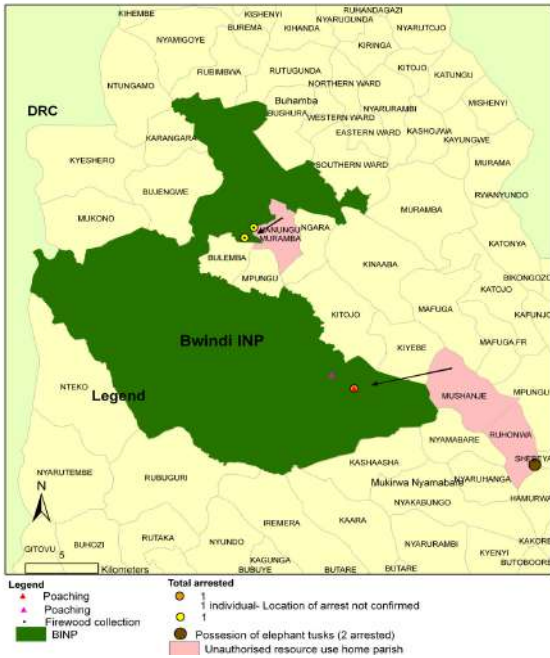 KIHEMBE
KISHENYI
RUHANDAGAZI
BUREMA
NYARUGUNDA
NYAMIGOYE
KIHANDA
NYARUTOJO
KIRINGA
RUBIMBWA
RUTUGUNDA
KITOJO
KATUNGU
NTUNGAMO
NORTHERN WARD
Buhamba
NYARURAMBI
MISHENYI
DRC
BUSHURA
WESTERN WARD
KARANGARA
EASTERN WARD
KASHOJWA
KAYUNGWE
KYESHERO
SOUTHERN WARD
MURAMA
BUJENGWE
RWANYUNDO
MUKONO
MURAMBA
NGARA
MURAMBA
KATONYA
BULEMBA
KINAABA
BIKONGOZO
MPUNGU
KATOJO
KITOJO
MAFUGA
KAFUNJO
KIYEBE
MAFUGA FR
Bwindi INP
NTEKO
Legend
MUSHANJE
MPUNGU
RUHONWA
NYAMABARE
KASHAASHA
NYARUTEMBE
RUBUGURI
Mukirwa Nyamabale
NYARUHANGA
HAMURWA
N
NYAKABUNGO
IREMERA
KAARA
GITOVU
BUHOZI
RUTAKA
NYUNDO
NYARURAMBI
KYENYI
KAGUNGA
5
Kilometers
BUBUYE
BUTARE
BUTARE
BUTOBOORE
Legend
Poaching
Poaching
Firewood collection
BINP
Total arrested
1
1 individual- Location of arrest not confirmed
1
Possesion of elephant tusks (2 arrested)
Unauthorised resource use home parish